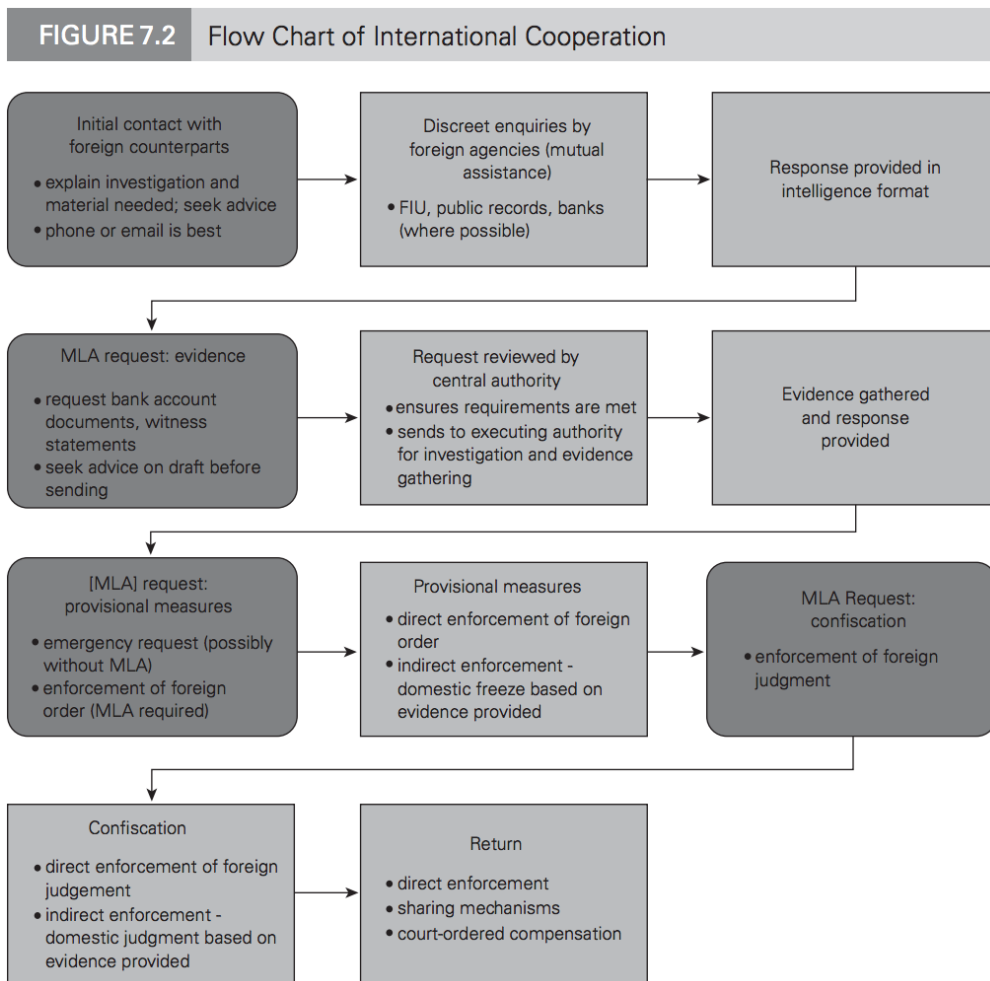 FIGURE 7.2 Flow Chart of International Cooperation
Initial contact with
foreign counterparts
• explain investigation and
material needed; seek advice
• phone or email is best
Discreet enquiries by
foreign agencies (mutual
assistance)
• FIU, public records, banks
(where possible)
Response provided in
intelligence format
MLA request: evidence
• request bank account
documents, witness
statements
• seek advice on draft before
sending
Request reviewed by
central authority
• ensures requirements are met
• sends to executing authority
for investigation and evidence
gathering
Evidence gathered
and response
provided
[MLA] request:
provisional measures
• emergency request (possibly
without MLA)
• enforcement of foreign
order (MLA required)
Provisional measures
• direct enforcement of foreign
order
• indirect enforcement -
domestic freeze based on
evidence provided
MLA Request:
confiscation
• enforcement of foreign
judgment
Confiscation
• direct enforcement of foreign
judgement
• indirect enforcement -
domestic judgment based on
evidence provided
Return
• direct enforcement
• sharing mechanisms
• court-ordered compensation